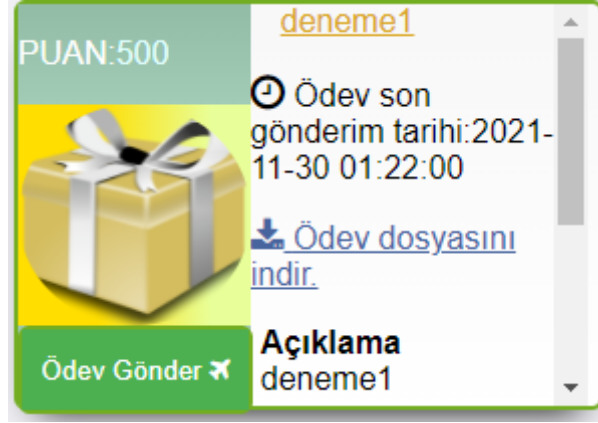 PUAN:500
Ödev Gönder
deneme1
Ödev son
gönderim tarihi:2021-
11-30 01:22:00
Ödev dosyasını
indir.
Açıklama
deneme1